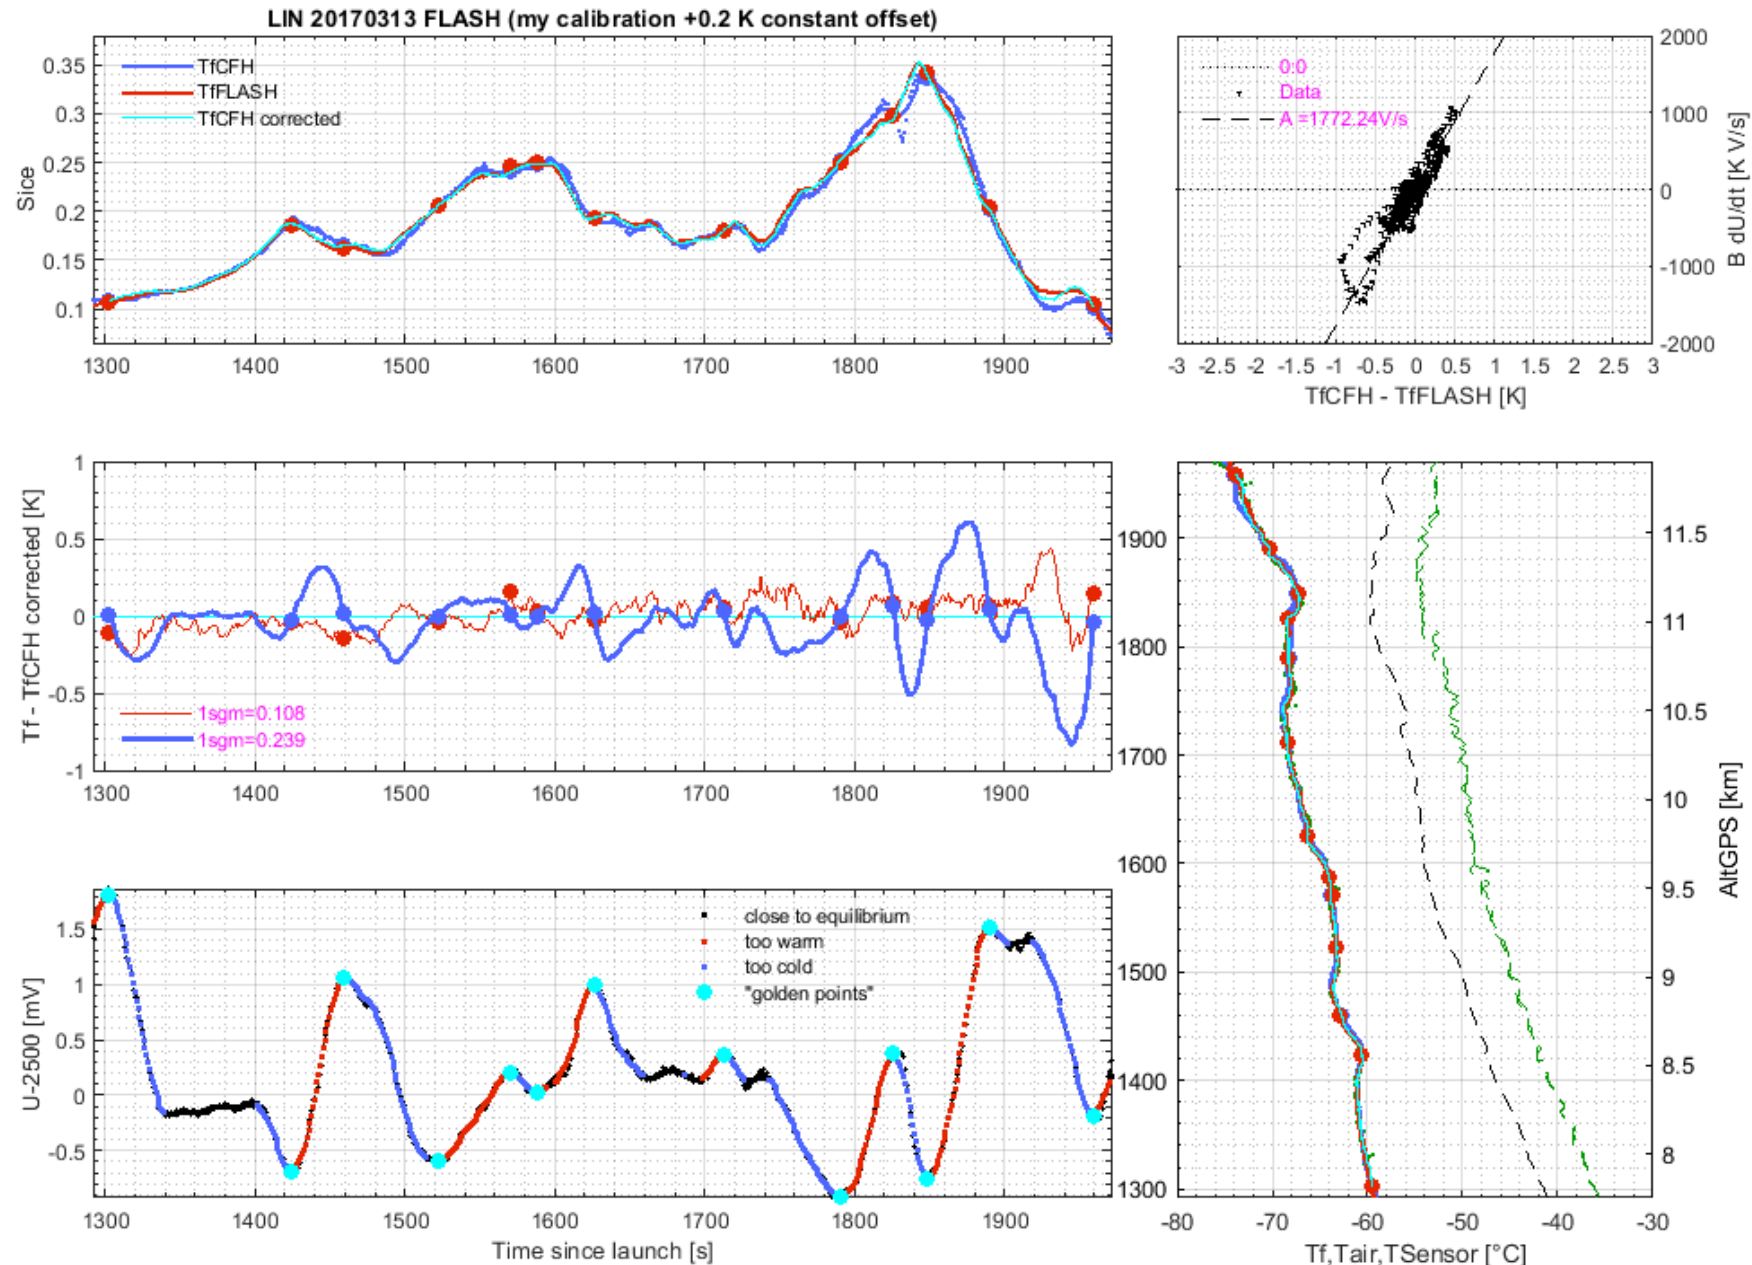 LIN 20170313 FLASH (my calibration +0.2 K constant offset)
0.35
0.3
0.25
0.2
0.15
0.1
Sice
TfCFH
TfFLASH
TfCFH corrected
1300 1400 1500 1600 1700 1800 1900
0:0
Data
A =1772.24V/s
2000
1000
0
-1000
-2000
B dU/dt [K V/s]
-3 -2.5 -2 -1.5 -1 -0.5 0 0.5 1 1.5 2 2.5 3
TfCFH - TfFLASH [K]
1
0.5
0
-0.5
-1
Tf - TfCFH corrected [K]
1sgm=0.108
1sgm=0.239
1300 1400 1500 1600 1700 1800 1900
1.5
1
0.5
0
-0.5
U-2500 [mV]
close to equilibrium
too warm
too cold
"golden points"
1300 1400 1500 1600 1700 1800 1900
Time since launch [s]
1900
1800
1700
1600
1500
1400
1300
11.5
11
10.5
10
9.5
9
8.5
8
AltGPS [km]
-80 -70 -60 -50 -40 -30
Tf,Tair,TSensor [°C]